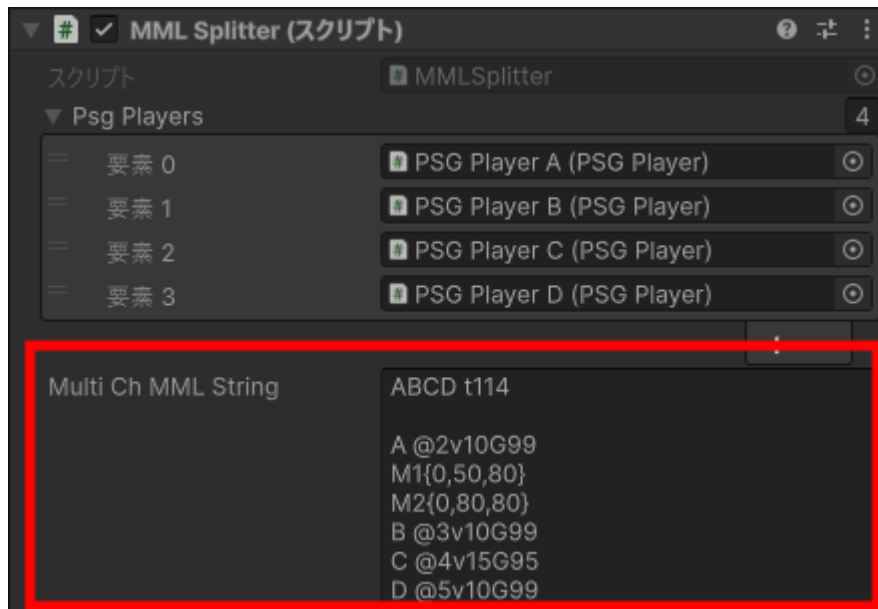 MML Splitter (スクリプト)
スクリプト MMLSplitter
Psg Players 4
要素 0 PSG Player A (PSG Player)
要素 1 PSG Player B (PSG Player)
要素 2 PSG Player C (PSG Player)
要素 3 PSG Player D (PSG Player)
Multi Ch MML String ABCD t114
A @2v10G99
M1{0,50,80}
M2{0,80,80}
B @3v10G99
C @4v15G95
D @5v10G99